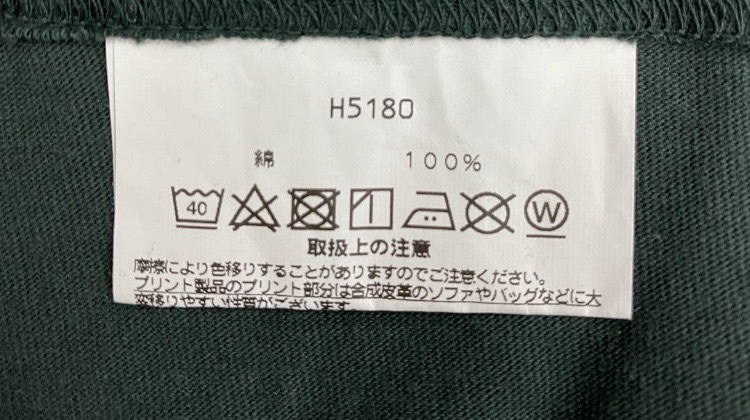 H5180
綿 100%
40 W
取扱上の注意
摩擦により色移りすることがありますのでご注意ください。
プリント製品のプリント部分は合成皮革のソファやバッグなどに大
変移りやすい性質がございます